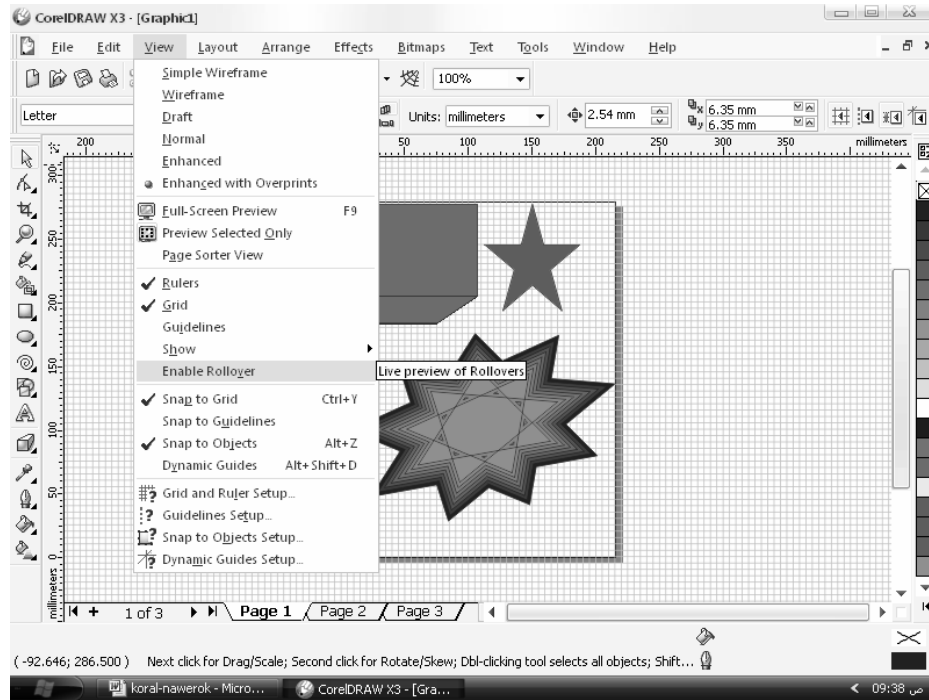 CorelDRAW X3 - [Graphic1]
File Edit View Layout Arrange Effects Bitmaps Text Tools Window Help
100%
Letter
Units: millimeters
2.54 mm
6.35 mm
6.35 mm
200 50 100 150 200 250 300 350 millimeters
300
250
200
150
100
50
0
millimeters
Simple Wireframe
Wireframe
Draft
Normal
Enhanced
Enhanced with Overprints
Full-Screen Preview F9
Preview Selected Only
Page Sorter View
Rulers
Grid
Guidelines
Show
Enable Rollover
Live preview of Rollovers
Snap to Grid Ctrl+Y
Snap to Guidelines
Snap to Objects Alt+Z
Dynamic Guides Alt+Shift+D
Grid and Ruler Setup...
Guidelines Setup...
Snap to Objects Setup...
Dynamic Guides Setup...
1 of 3 Page 1 Page 2 Page 3
( -92.646; 286.500 ) Next click for Drag/Scale; Second click for Rotate/Skew; Dbl-clicking tool selects all objects; Shift...
koral-nawerok - Micro... CorelDRAW X3 - [Gra... 09:38 ص